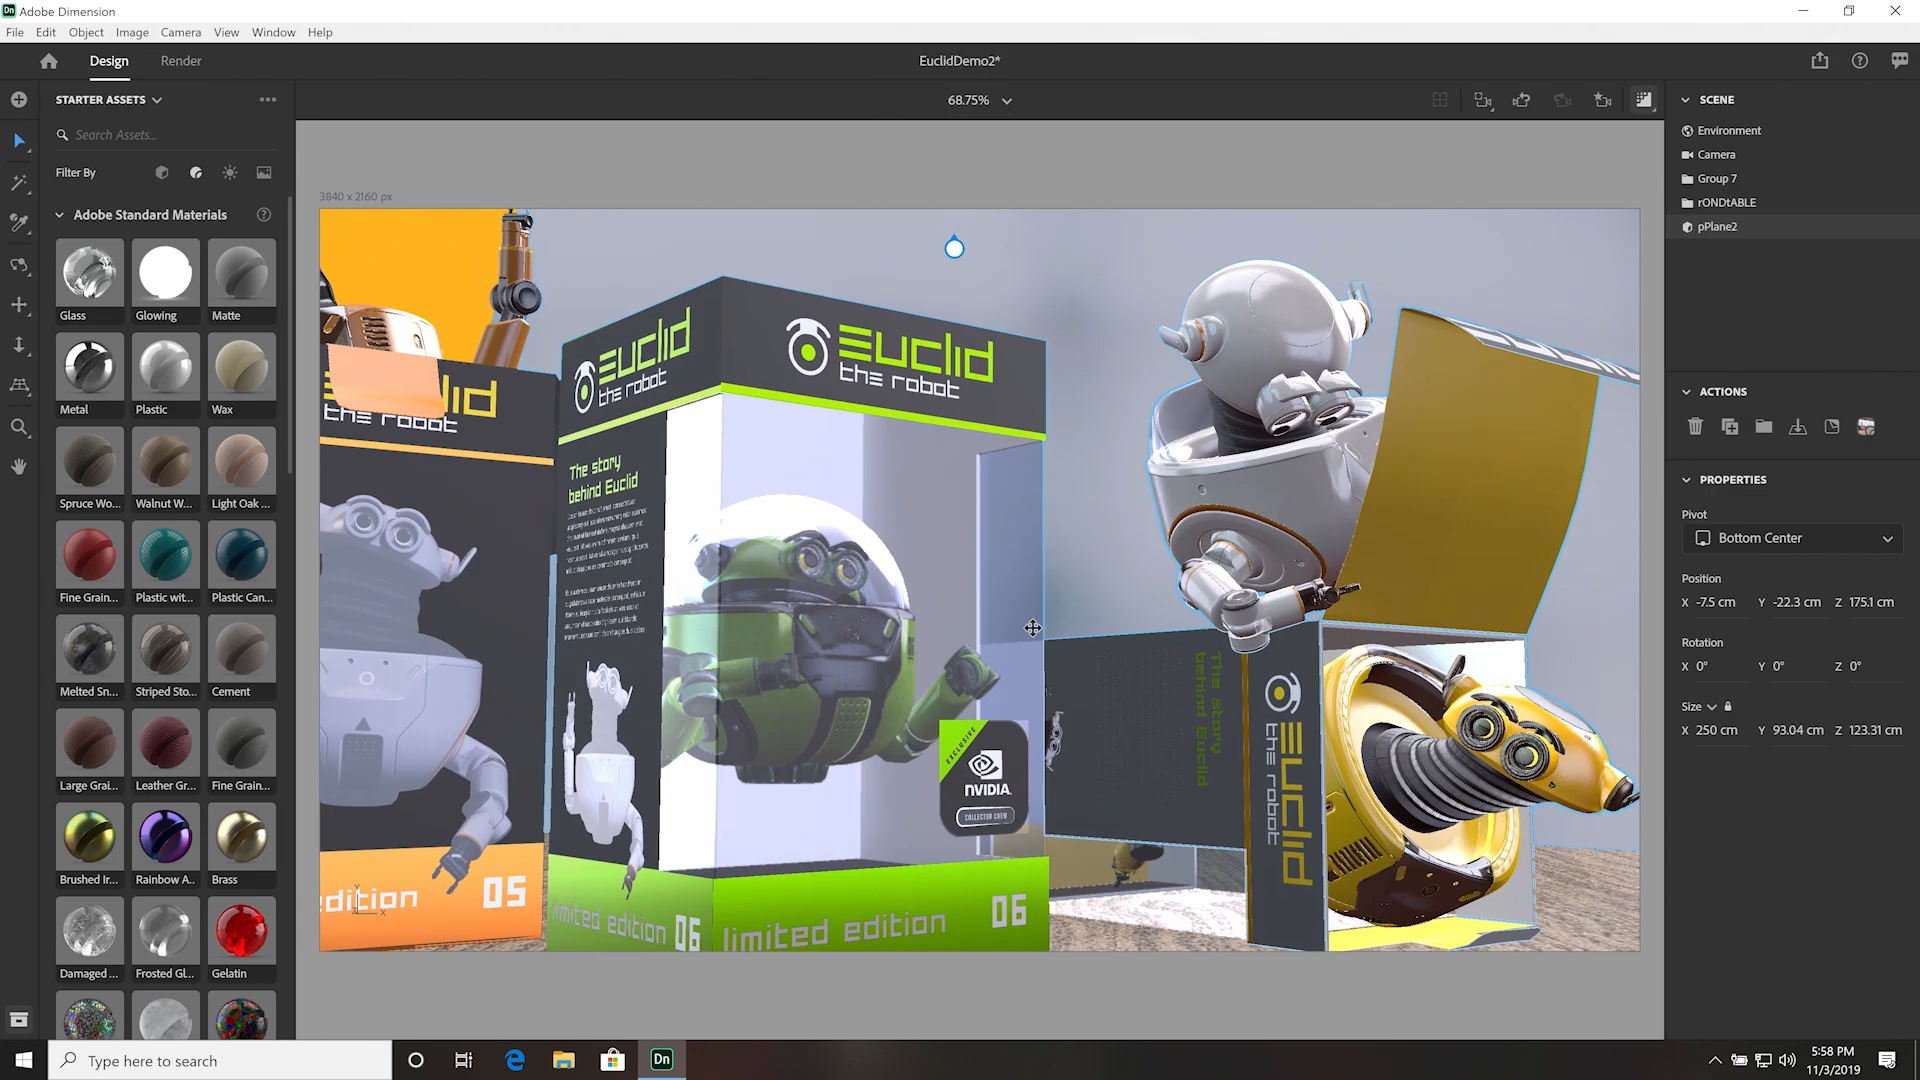 Adobe Dimension
File Edit Object Image Camera View Window Help
Design Render
EuclidDemo2*
STARTER ASSETS
68.75%
Search Assets...
Filter By
Adobe Standard Materials
Glass Glowing Matte
Metal Plastic Wax
Spruce Wo... Walnut W... Light Oak ...
Fine Grain... Plastic wit... Plastic Can...
Melted Sn... Striped Sto... Cement
Large Grai... Leather Gr... Fine Grain...
Brushed Ir... Rainbow A... Brass
Damaged ... Frosted Gl... Gelatin
3840 x 2160 px
the robot
edition 05
Euclid
the robot
Euclid
the robot
The story
behind Euclid
limited edition 06
limited edition 06
EXCLUSIVE
NVIDIA.
COLLECTOR CREW
The story
behind Euclid
Euclid
the robot
SCENE
Environment
Camera
Group 7
rONDtABLE
pPlane2
ACTIONS
PROPERTIES
Pivot
Bottom Center
Position
X -7.5 cm Y -22.3 cm Z 175.1 cm
Rotation
X 0° Y 0° Z 0°
Size
X 250 cm Y 93.04 cm Z 123.31 cm
Type here to search
Dn
5:58 PM
11/3/2019